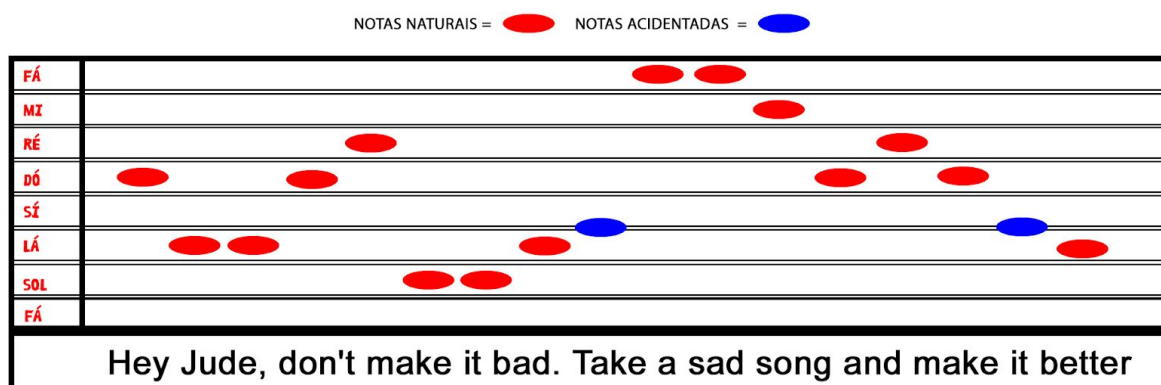 NOTAS NATURAIS = NOTAS ACIDENTADAS =
FÁ
MI
RÉ
DÓ
SÍ
LÁ
SOL
FÁ
Hey Jude, don't make it bad. Take a sad song and make it better